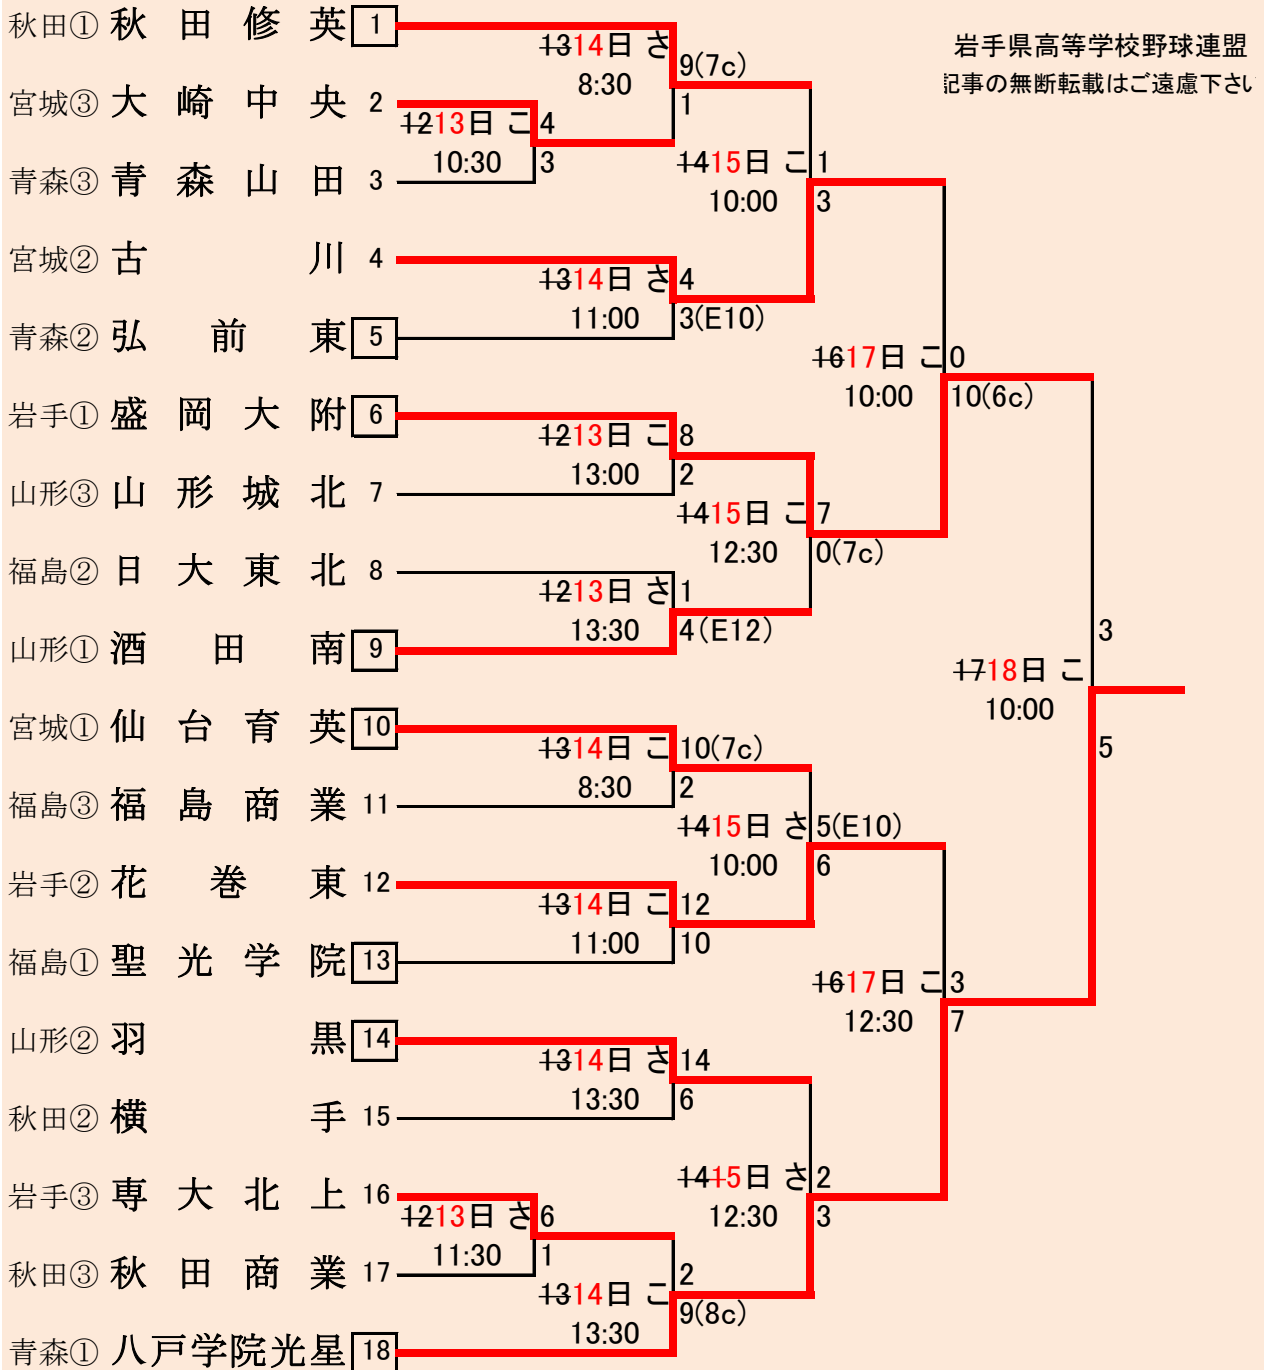 秋田① 秋田修英 1
1314日 さ
岩手県高等学校野球連盟
9(7c)
8:30
記事の無断転載はご遠慮下さい
宮城③ 大崎中央 2
1
1213日 こ 4
10:30
3
1415日 こ 1
青森③ 青森山田 3
10:00
3
宮城② 古川 4
1314日 さ 4
11:00
3(E10)
青森② 弘前東 5
1617日 こ 0
10:00
10(6c)
岩手① 盛岡大附 6
1213日 こ 8
13:00
2
山形③ 山形城北 7
1415日 こ 7
12:30
0(7c)
福島② 日大東北 8
1213日 さ 1
13:30
4(E12)
3
山形① 酒田南 9
1718日 こ
10:00
宮城① 仙台育英 10
1314日 こ 10(7c)
5
8:30
2
福島③ 福島商業 11
1415日 さ 5(E10)
10:00
6
岩手② 花巻東 12
1314日 こ 12
11:00
10
福島① 聖光学院 13
1617日 こ 3
12:30
7
山形② 羽黒 14
1314日 さ 14
13:30
6
秋田② 横手 15
1415日 さ 2
岩手③ 専大北上 16
1213日 さ 6
12:30
3
11:30
1
秋田③ 秋田商業 17
2
1314日 こ
9(8c)
13:30
青森① 八戸学院光星 18